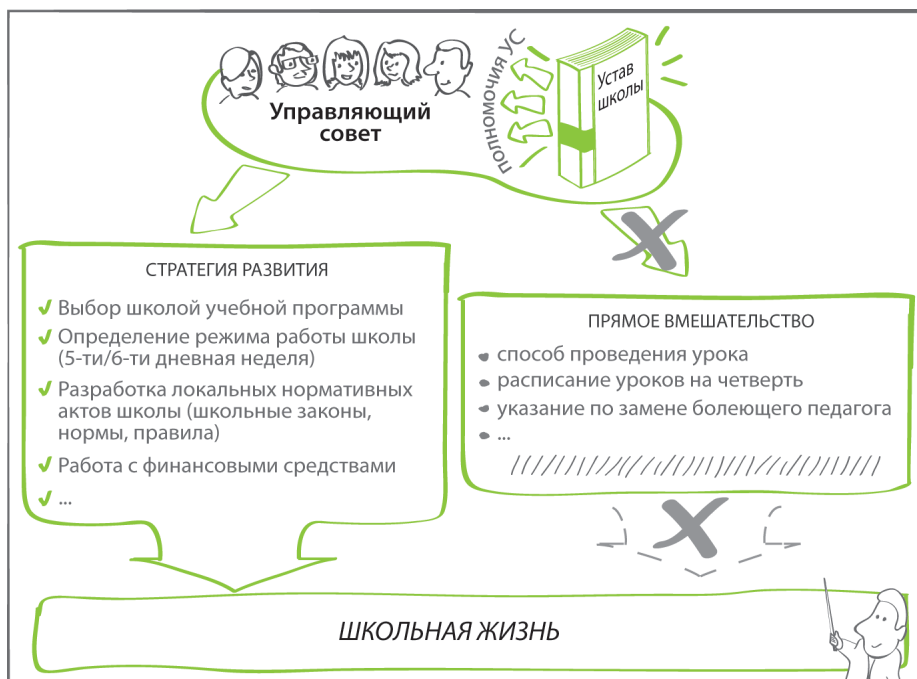 Управляющий
совет
полномочия УС
Устав
школы
СТРАТЕГИЯ РАЗВИТИЯ
Выбор школой учебной программы
Определение режима работы школы
(5-ти/6-ти дневная неделя)
Разработка локальных нормативных
актов школы (школьные законы,
нормы, правила)
Работа с финансовыми средствами
...
ПРЯМОЕ ВМЕШАТЕЛЬСТВО
способ проведения урока
расписание уроков на четверть
указание по замене болеющего педагога
...
ШКОЛЬНАЯ ЖИЗНЬ